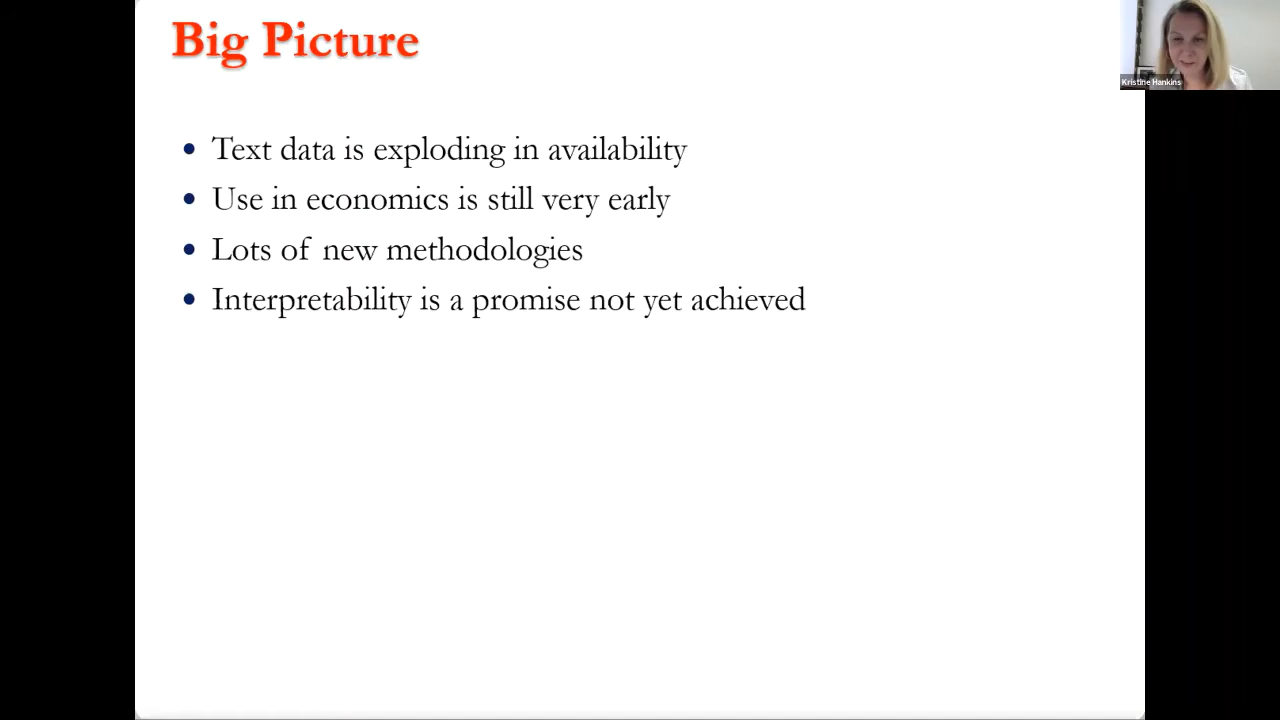 Big Picture
Kristine Hankins
• Text data is exploding in availability
• Use in economics is still very early
• Lots of new methodologies
• Interpretability is a promise not yet achieved